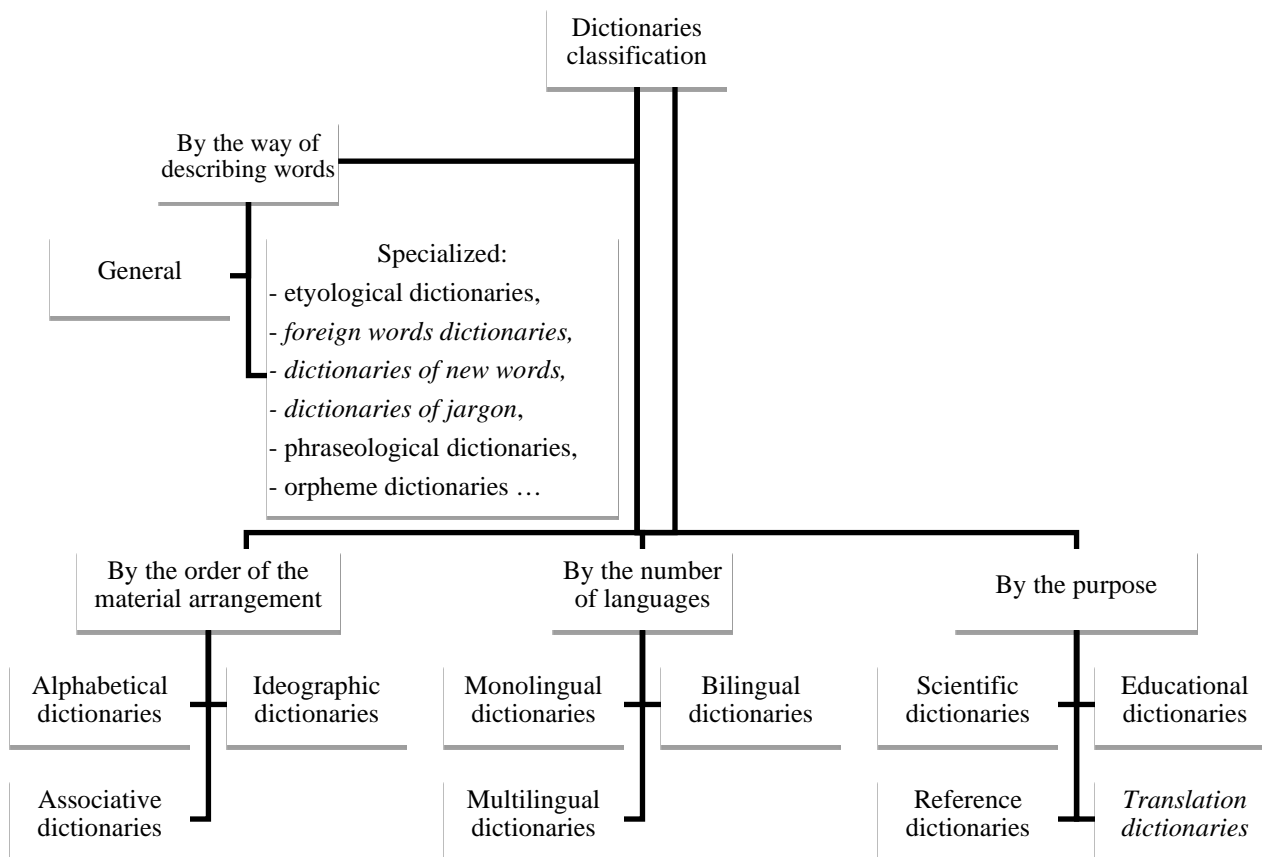 Dictionaries
classification
By the way of
describing words
General
Specialized:
- etyological dictionaries,
- foreign words dictionaries,
- dictionaries of new words,
- dictionaries of jargon,
- phraseological dictionaries,
- orpheme dictionaries …
By the order of the
material arrangement
By the number
of languages
By the purpose
Alphabetical
dictionaries
Ideographic
dictionaries
Monolingual
dictionaries
Bilingual
dictionaries
Scientific
dictionaries
Educational
dictionaries
Associative
dictionaries
Multilingual
dictionaries
Reference
dictionaries
Translation
dictionaries